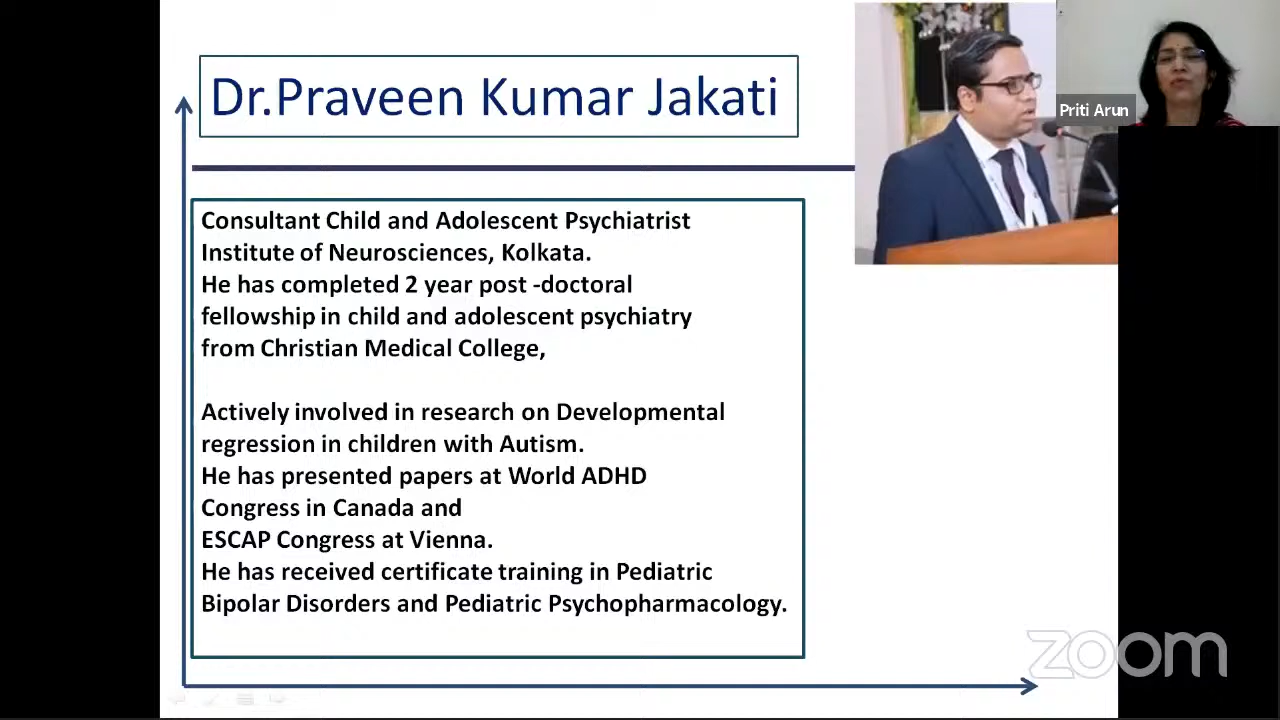 Dr.Praveen Kumar Jakati
Priti Arun
Consultant Child and Adolescent Psychiatrist
Institute of Neurosciences, Kolkata.
He has completed 2 year post -doctoral
fellowship in child and adolescent psychiatry
from Christian Medical College,
Actively involved in research on Developmental
regression in children with Autism.
He has presented papers at World ADHD
Congress in Canada and
ESCAP Congress at Vienna.
He has received certificate training in Pediatric
Bipolar Disorders and Pediatric Psychopharmacology.
zoom